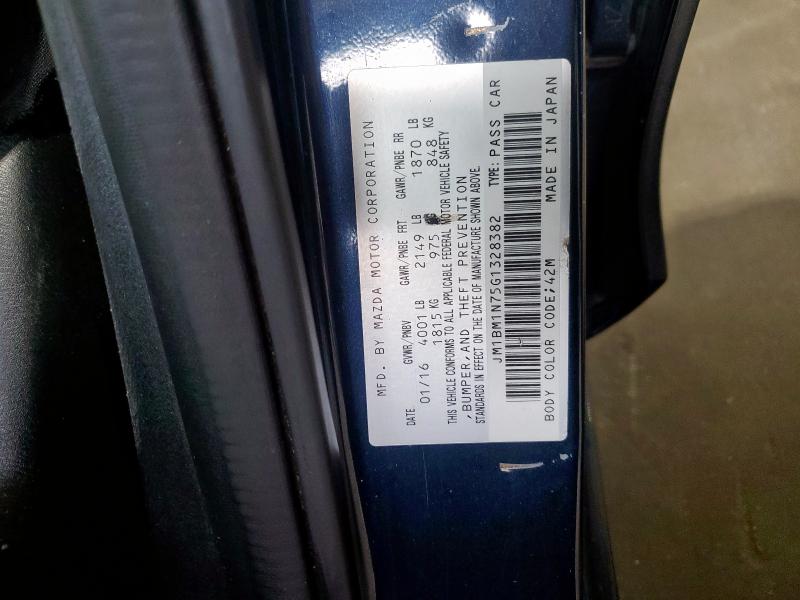 MFD. BY MAZDA MOTOR CORPORATION
DATE GVWR/PNBV GAWR/PNBE FRT GAWR/PNBE RR
01/16 4001 LB 2149 LB 1870 LB
1815 KG 975 KG 848 KG
THIS VEHICLE CONFORMS TO ALL APPLICABLE FEDERAL MOTOR VEHICLE SAFETY
,BUMPER,AND THEFT PREVENTION
STANDARDS IN EFFECT ON THE DATE OF MANUFACTURE SHOWN ABOVE.
JM1BM1N75G1328382 TYPE: PASS CAR
BODY COLOR CODE;42M MADE IN JAPAN